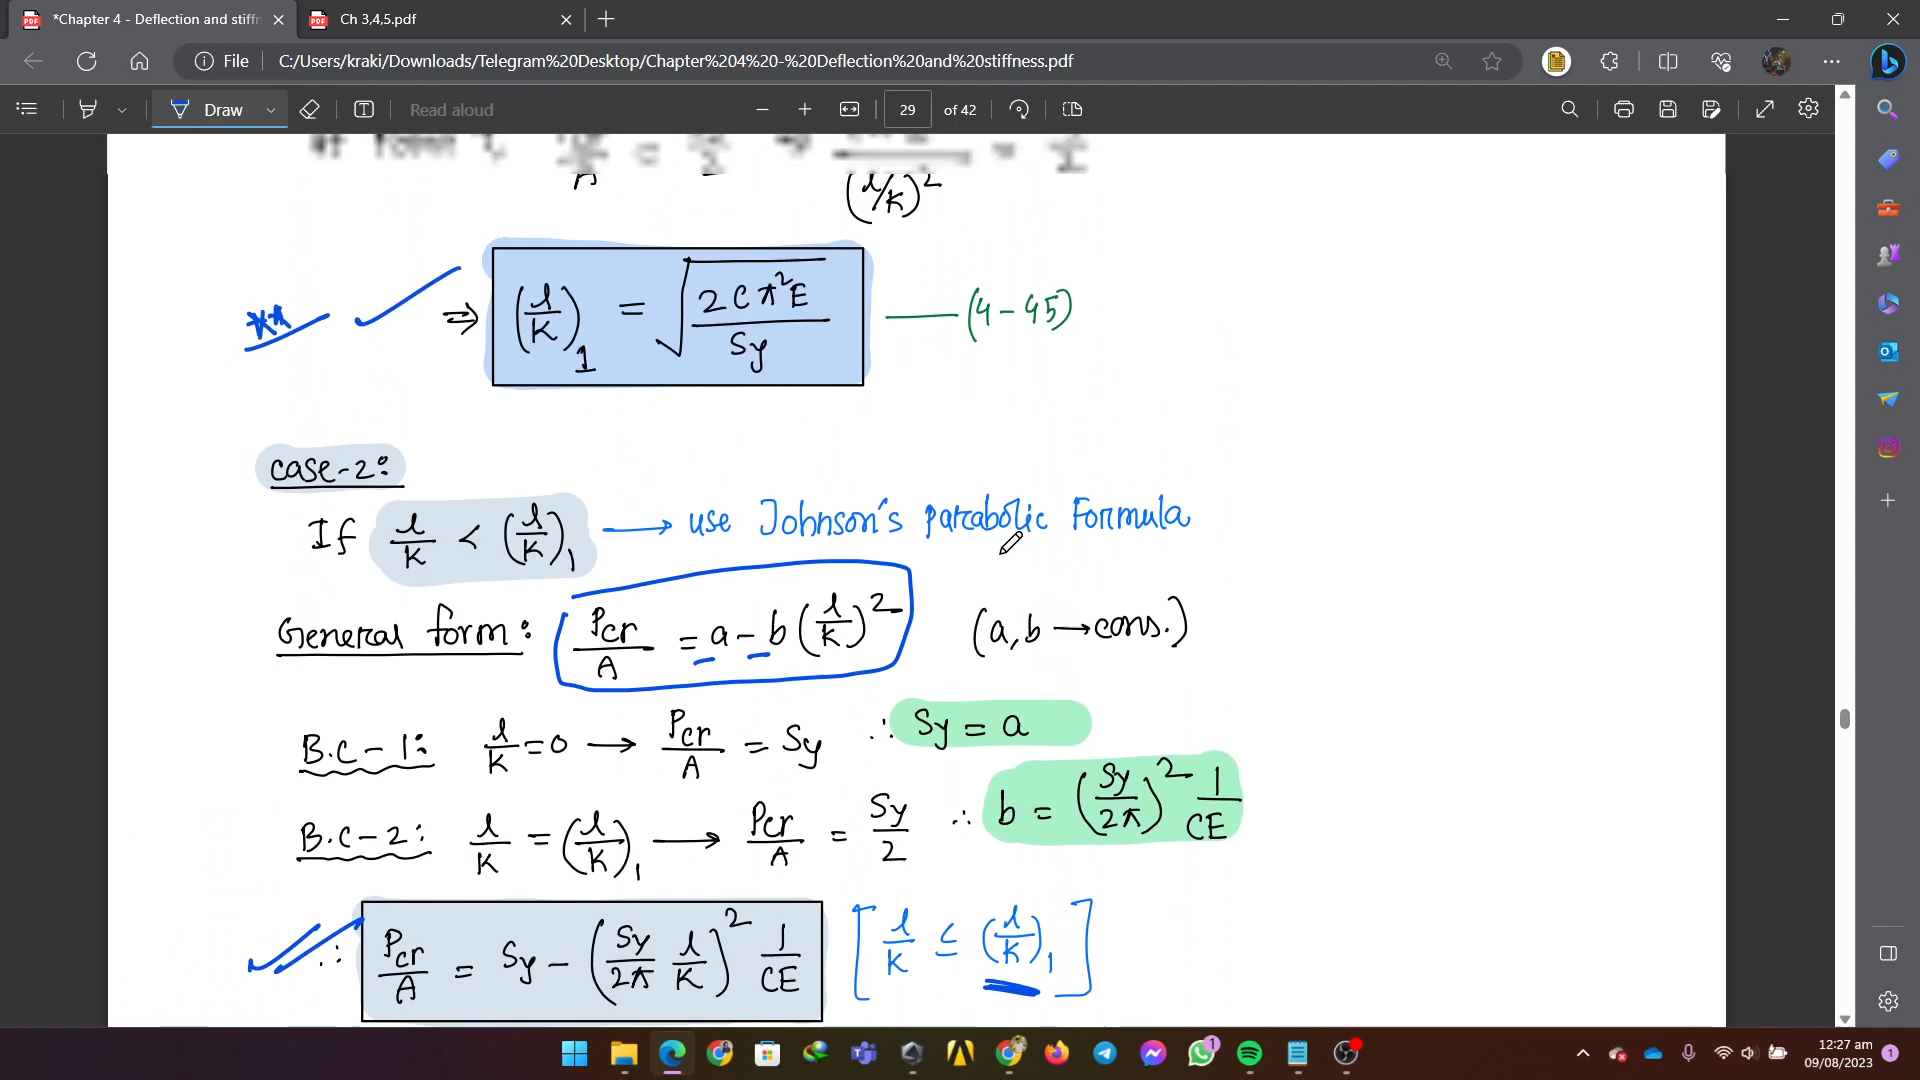 *Chapter 4 - Deflection and stiffn
Ch 3,4,5.pdf
File
C:/Users/kraki/Downloads/Telegram%20Desktop/Chapter%204%20-%20Deflection%20and%20stiffness.pdf
Draw
Read aloud
29
of 42
A
(l/k)²
** ⇒ (l/k)₁ = √(2Cπ²E/Sy) —— (4-45)
case-2:
If l/k < (l/k)₁ → use Johnson's parabolic Formula
General form: Pcr/A = a - b(l/k)² (a, b → cons.)
B.C-1: l/k = 0 → Pcr/A = Sy ∴ Sy = a
B.C-2: l/k = (l/k)₁ → Pcr/A = Sy/2 ∴ b = (Sy/2π)² 1/CE
∴ Pcr/A = Sy - (Sy/2π l/k)² 1/CE [l/k ≤ (l/k)₁]
1
12:27 am
09/08/2023
1